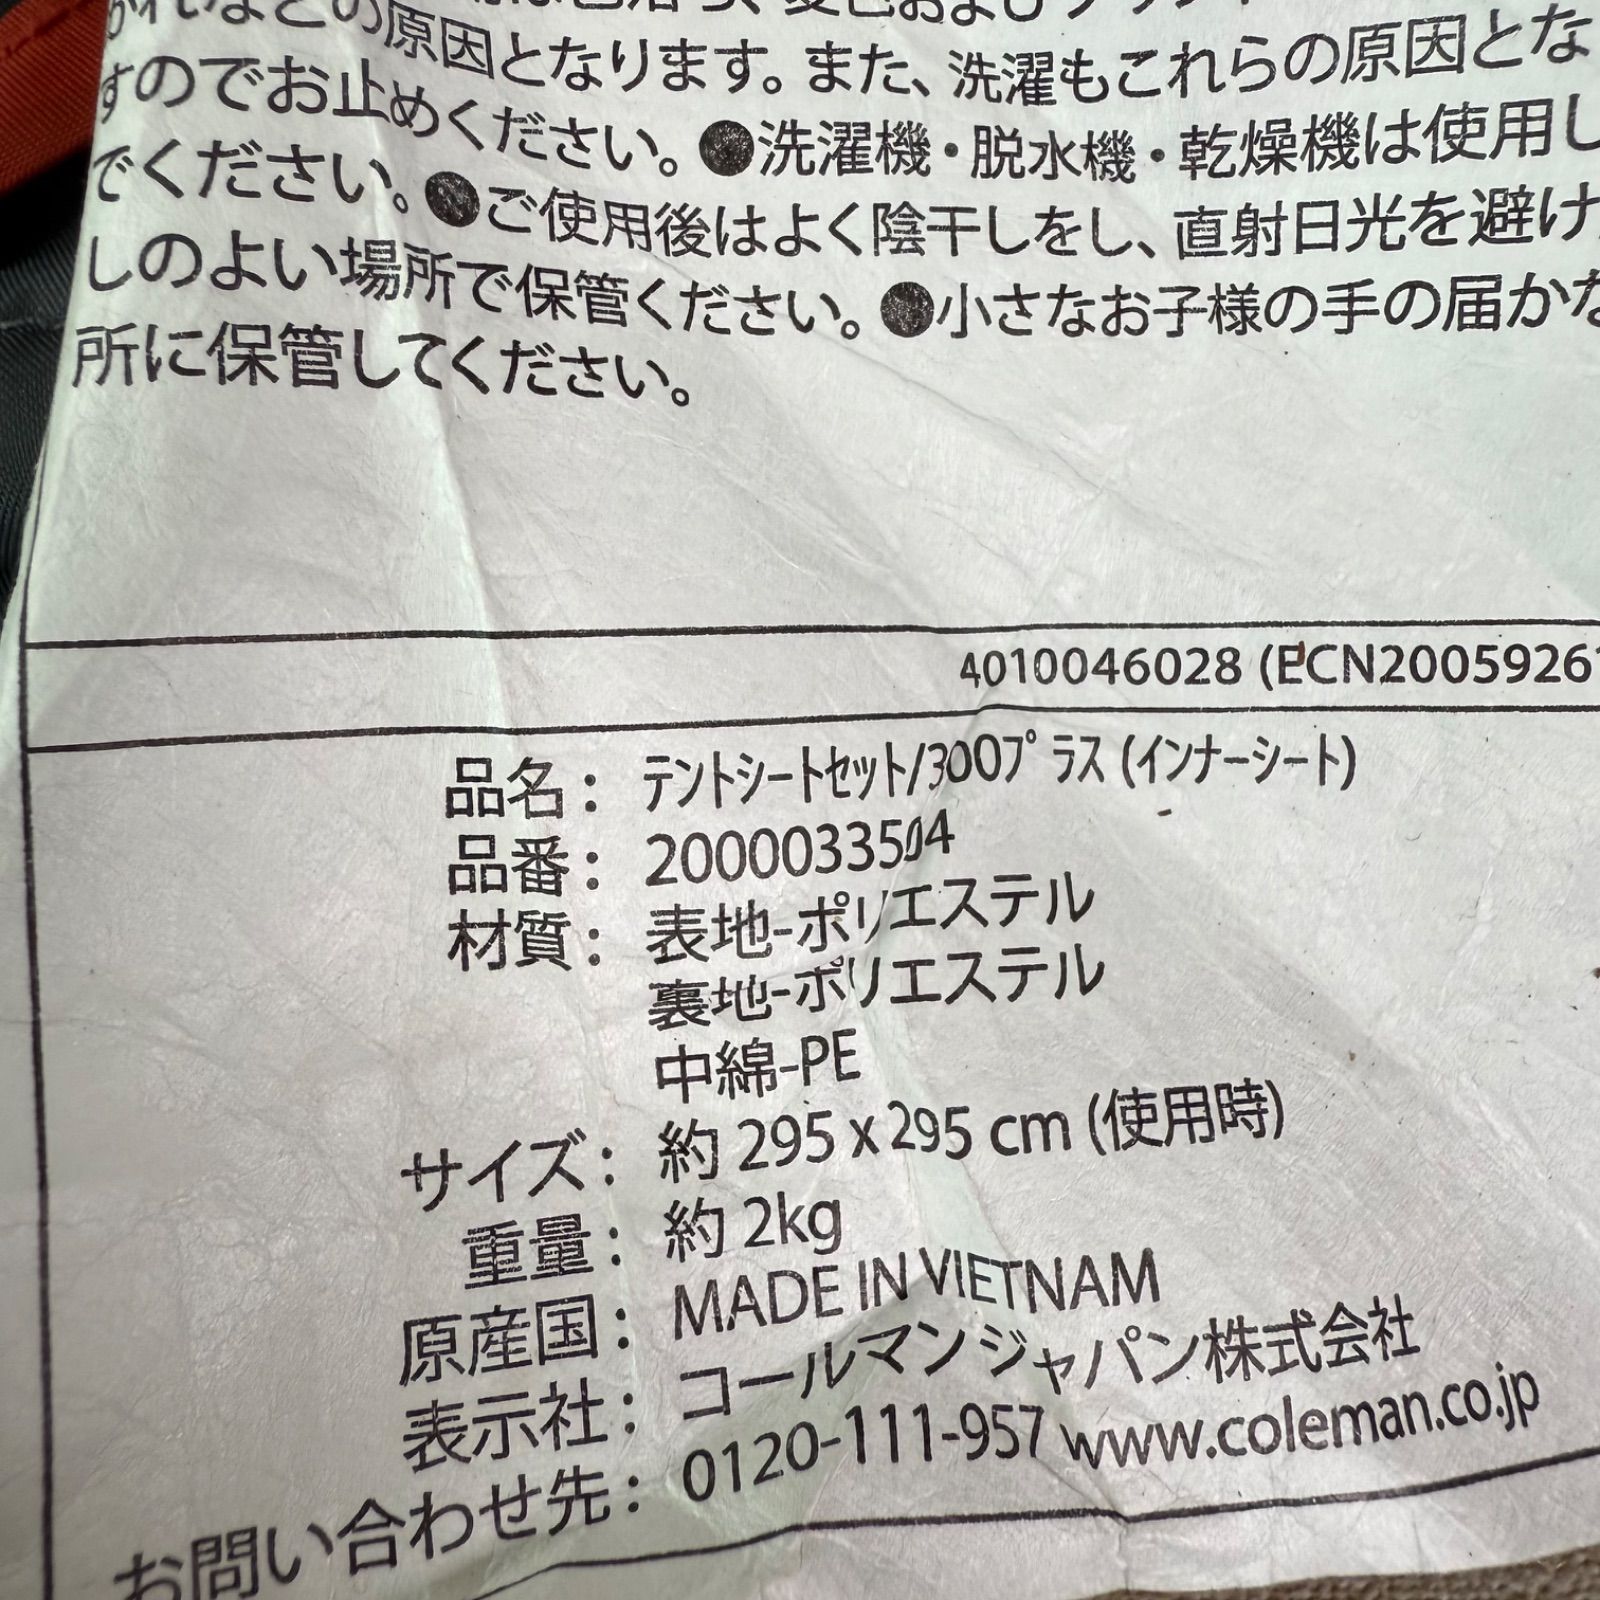 がれなどの原因となります。また、洗濯もこれらの原因とな
すのでお止めください。●洗濯機・脱水機・乾燥機は使用し
でください。●ご使用後はよく陰干しをし、直射日光を避け
しのよい場所で保管ください。●小さなお子様の手の届かな
所に保管してください。
4010046028 (ECN2005926
品名： ﾃﾝﾄｼｰﾄｾｯﾄ/300ﾌﾟﾗｽ (ｲﾝﾅｰｼｰﾄ)
品番： 2000033504
材質： 表地-ポリエステル
裏地-ポリエステル
中綿-PE
サイズ： 約 295 x 295 cm (使用時)
重量： 約 2kg
原産国： MADE IN VIETNAM
表示社： コールマンジャパン株式会社
お問い合わせ先： 0120-111-957 www.coleman.co.jp